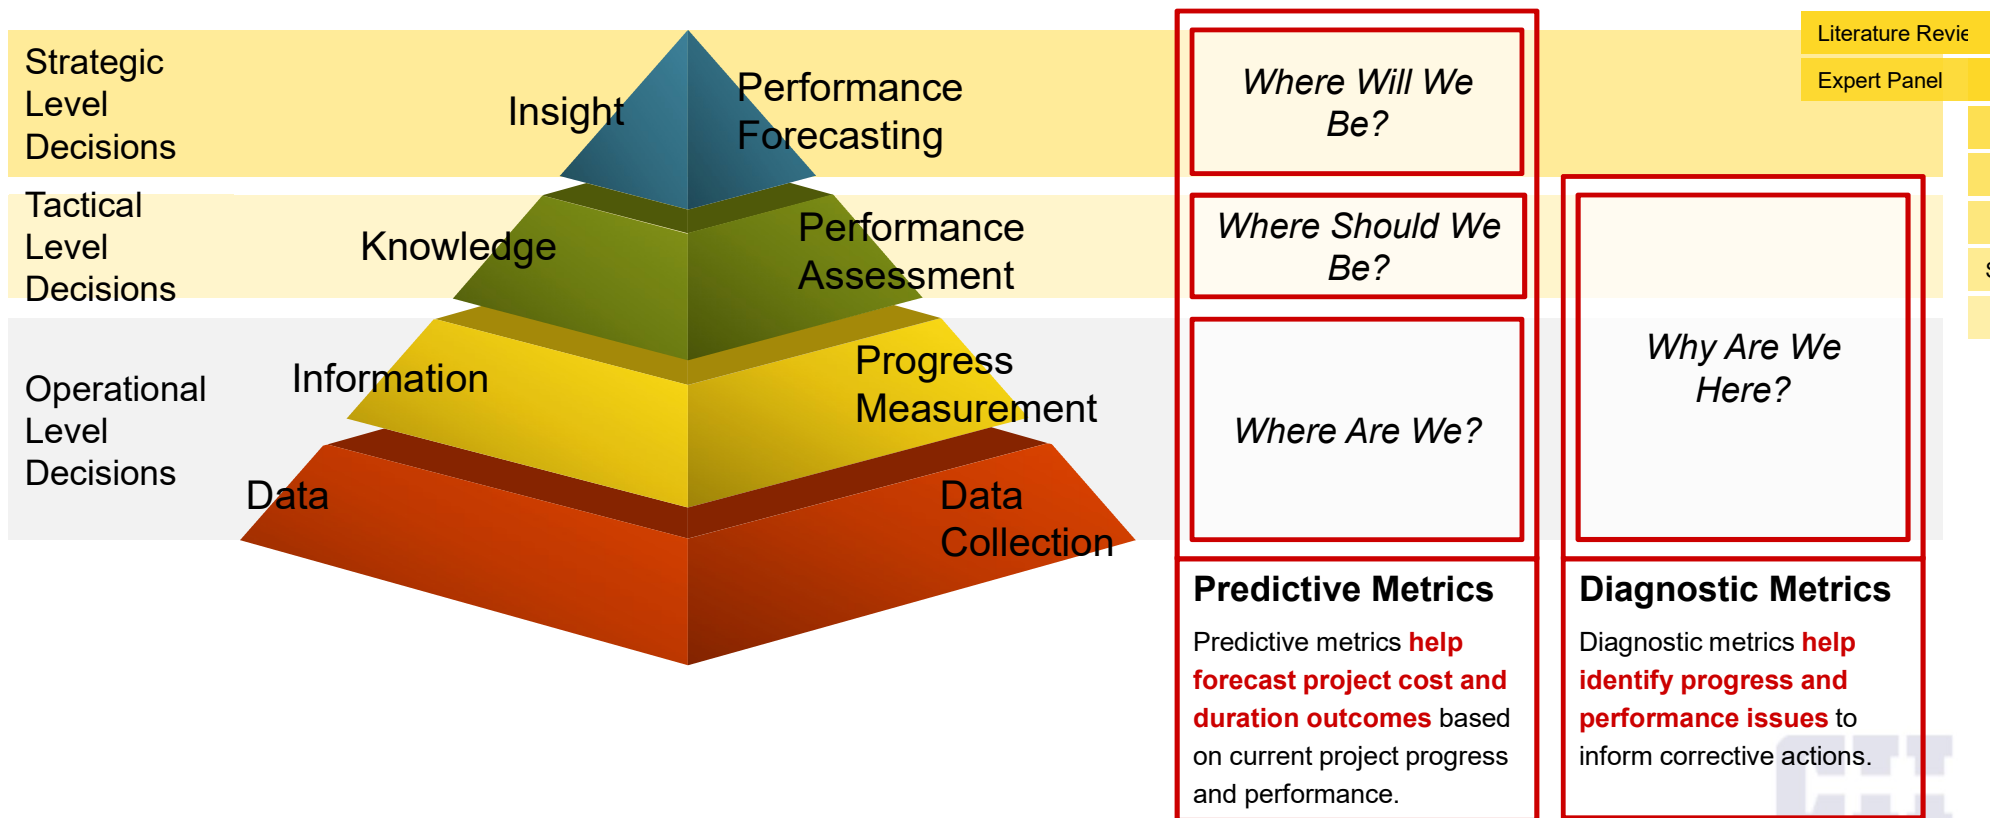 Strategic
Level
Decisions
Insight
Performance
Forecasting
Where Will We
Be?
Literature
Expert Panel
Tactical
Level
Decisions
Knowledge
Performance
Assessment
Where Should We
Be?
Operational
Level
Decisions
Information
Progress
Measurement
Where Are We?
Why Are We
Here?
Data
Data
Collection
Predictive Metrics
Predictive metrics help
forecast project cost and
duration outcomes based
on current project progress
and performance.
Diagnostic Metrics
Diagnostic metrics help
identify progress and
performance issues to
inform corrective actions.